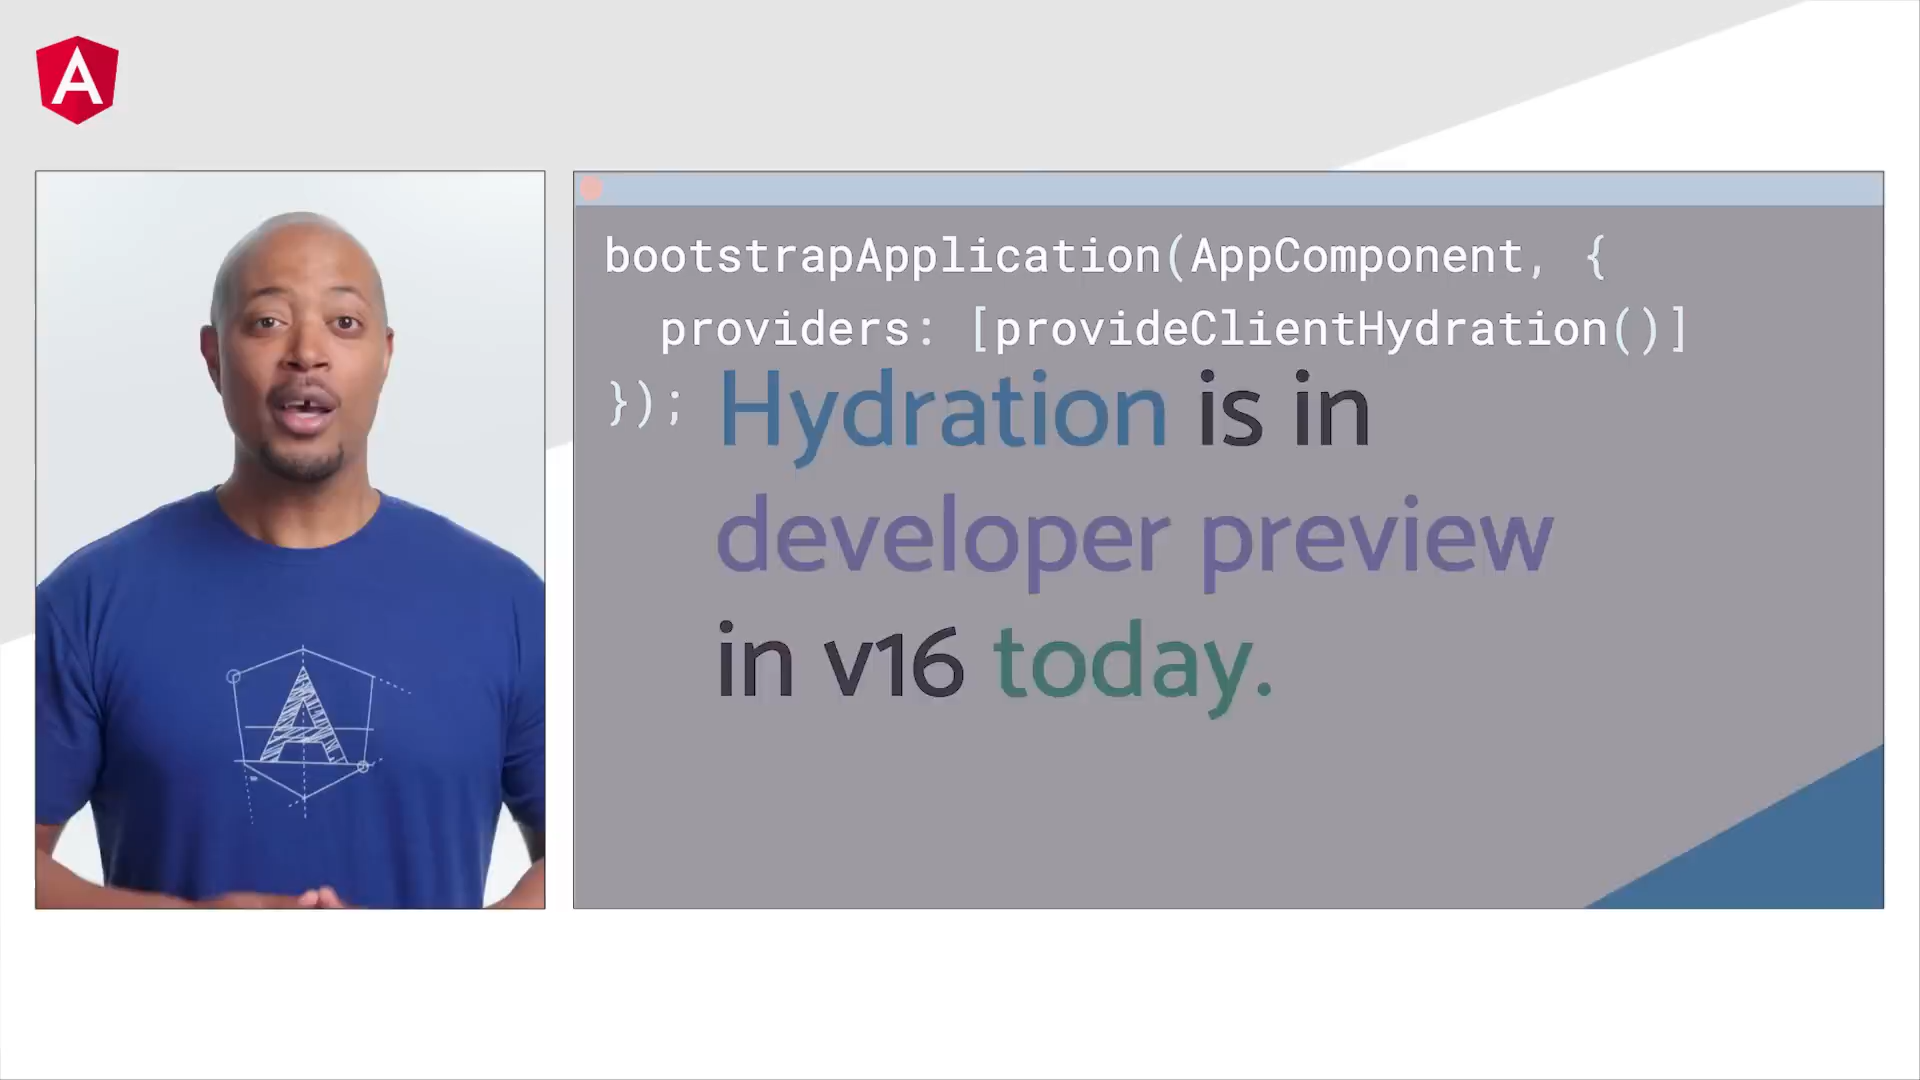 bootstrapApplication(AppComponent, {
providers: [provideClientHydration()]
});
Hydration is in
developer preview
in v16 today.